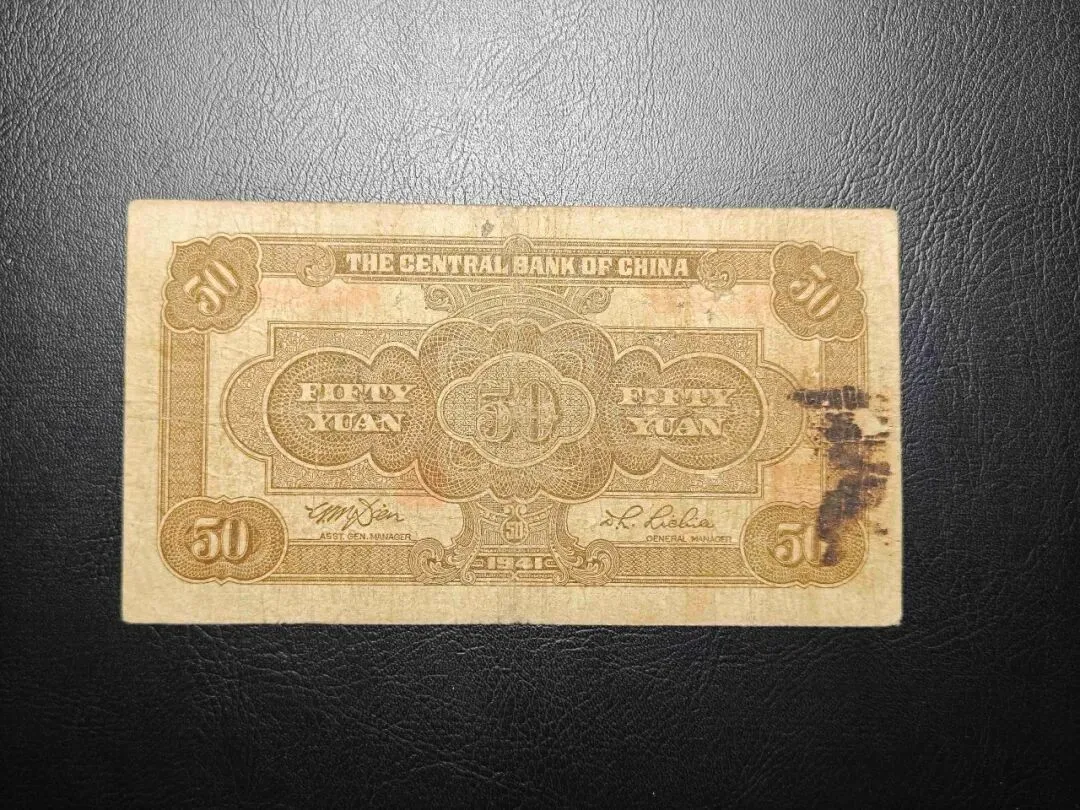 50
THE CENTRAL BANK OF CHINA
50
FIFTY
YUAN
50
FIFTY
YUAN
50
ASST. GEN. MANAGER
50
GENERAL MANAGER
50
1941